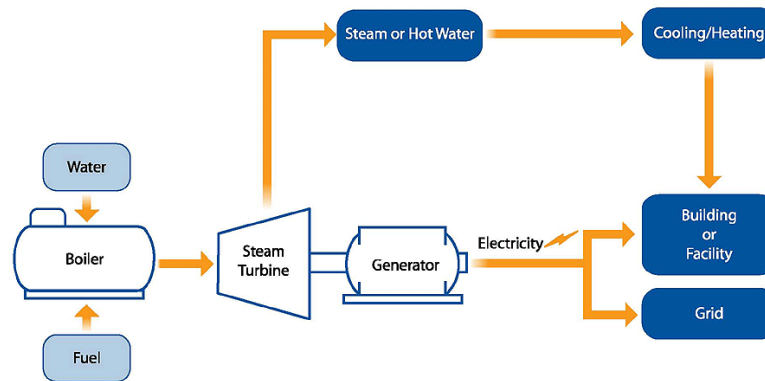 Steam or Hot Water
Cooling/Heating
Water
Boiler
Steam
Turbine
Generator
Electricity
Building
or
Facility
Grid
Fuel